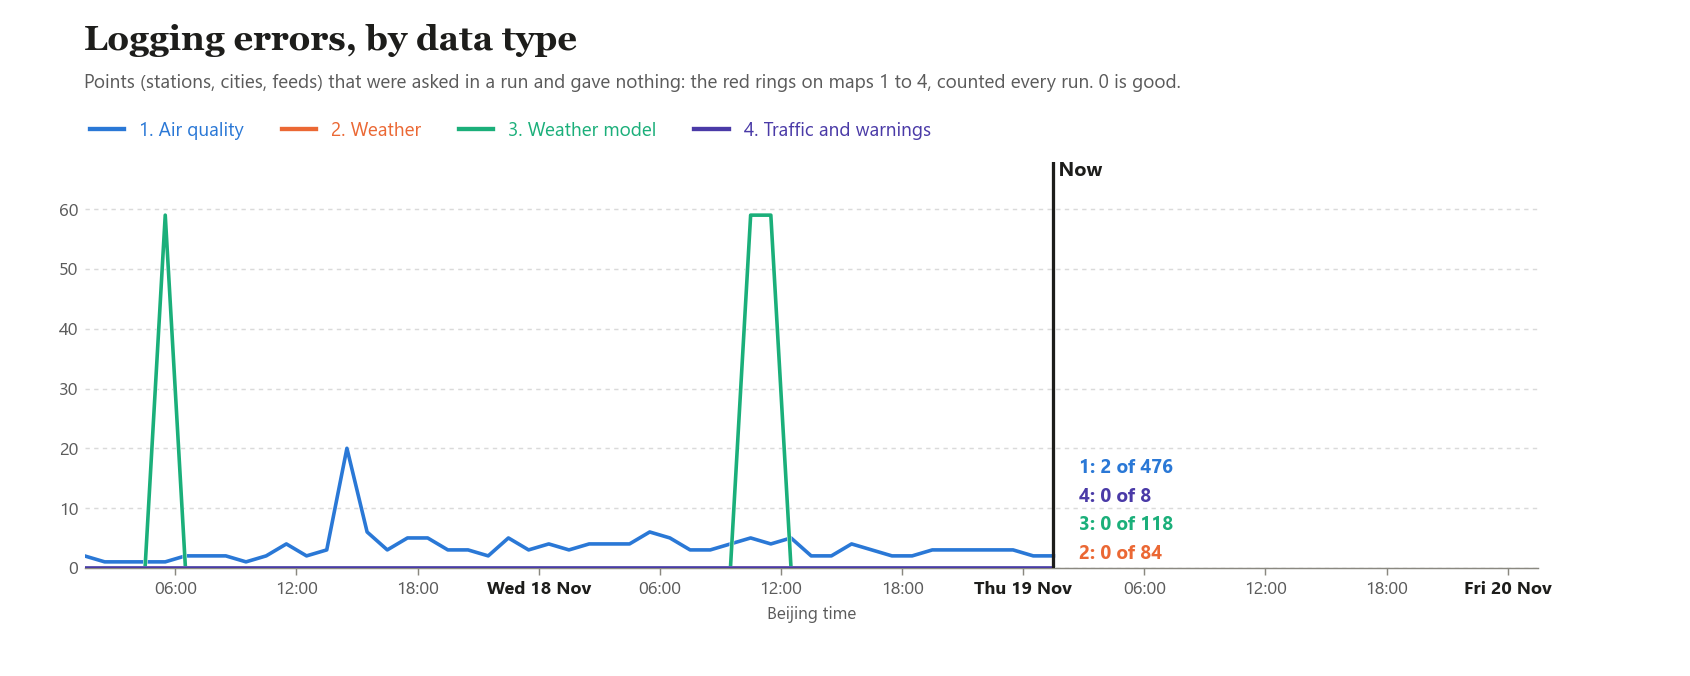 Logging errors, by data type
Points (stations, cities, feeds) that were asked in a run and gave nothing: the red rings on maps 1 to 4, counted every run. 0 is good.
1. Air quality 2. Weather 3. Weather model 4. Traffic and warnings
Now
60
50
40
30
20
10
0
1: 2 of 476
4: 0 of 8
3: 0 of 118
2: 0 of 84
06:00 12:00 18:00 Wed 18 Nov 06:00 12:00 18:00 Thu 19 Nov 06:00 12:00 18:00 Fri 20 Nov
Beijing time